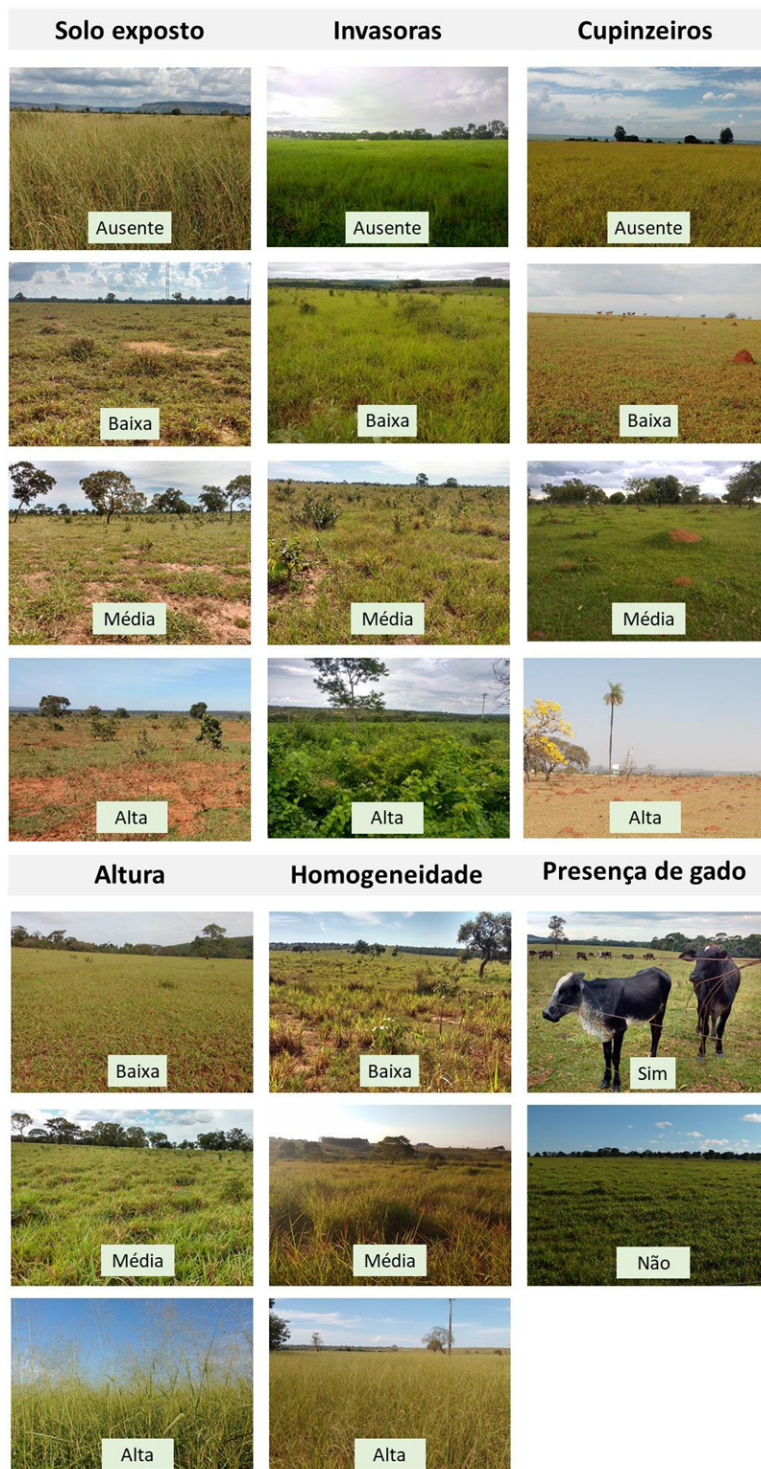 Solo exposto
Invasoras
Cupinzeiros
Ausente
Ausente
Ausente
Baixa
Baixa
Baixa
Média
Média
Média
Alta
Alta
Alta
Altura
Homogeneidade
Presença de gado
Baixa
Baixa
Sim
Média
Média
Não
Alta
Alta